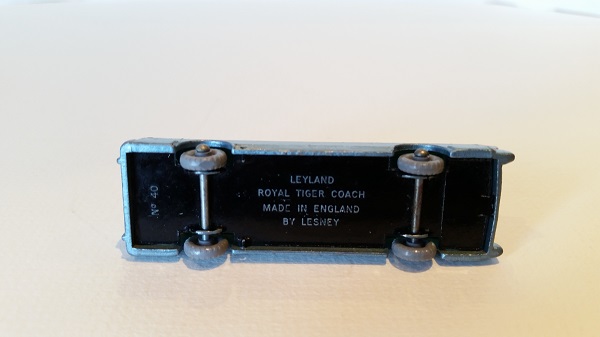 Nº 40
LEYLAND
ROYAL TIGER COACH
MADE IN ENGLAND
BY LESNEY